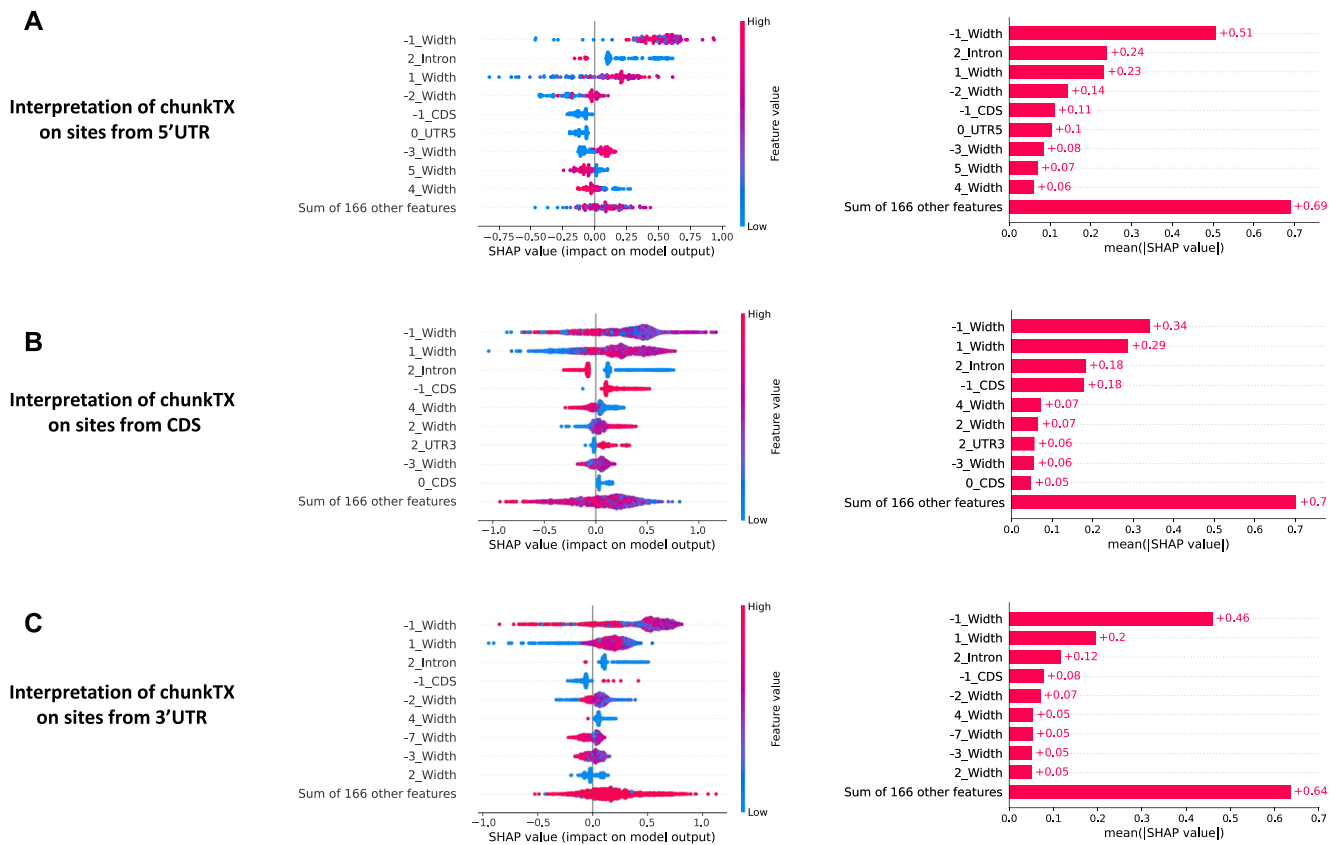 A
Interpretation of chunkTX
on sites from 5’UTR
-1_Width
2_Intron
1_Width
-2_Width
-1_CDS
0_UTR5
-3_Width
5_Width
4_Width
Sum of 166 other features
−0.75 −0.50 −0.25 0.00 0.25 0.50 0.75 1.00
SHAP value (impact on model output)
High
Feature value
Low
-1_Width +0.51
2_Intron +0.24
1_Width +0.23
-2_Width +0.14
-1_CDS +0.11
0_UTR5 +0.1
-3_Width +0.08
5_Width +0.07
4_Width +0.06
Sum of 166 other features +0.69
0.0 0.1 0.2 0.3 0.4 0.5 0.6 0.7
mean(|SHAP value|)
B
Interpretation of chunkTX
on sites from CDS
-1_Width
1_Width
2_Intron
-1_CDS
4_Width
2_Width
2_UTR3
-3_Width
0_CDS
Sum of 166 other features
−1.0 −0.5 0.0 0.5 1.0
SHAP value (impact on model output)
High
Feature value
Low
-1_Width +0.34
1_Width +0.29
2_Intron +0.18
-1_CDS +0.18
4_Width +0.07
2_Width +0.07
2_UTR3 +0.06
-3_Width +0.06
0_CDS +0.05
Sum of 166 other features +0.7
0.0 0.1 0.2 0.3 0.4 0.5 0.6 0.7
mean(|SHAP value|)
C
Interpretation of chunkTX
on sites from 3’UTR
-1_Width
1_Width
2_Intron
-1_CDS
-2_Width
4_Width
-7_Width
-3_Width
2_Width
Sum of 166 other features
−1.0 −0.5 0.0 0.5 1.0
SHAP value (impact on model output)
High
Feature value
Low
-1_Width +0.46
1_Width +0.2
2_Intron +0.12
-1_CDS +0.08
-2_Width +0.07
4_Width +0.05
-7_Width +0.05
-3_Width +0.05
2_Width +0.05
Sum of 166 other features +0.64
0.0 0.1 0.2 0.3 0.4 0.5 0.6 0.7
mean(|SHAP value|)